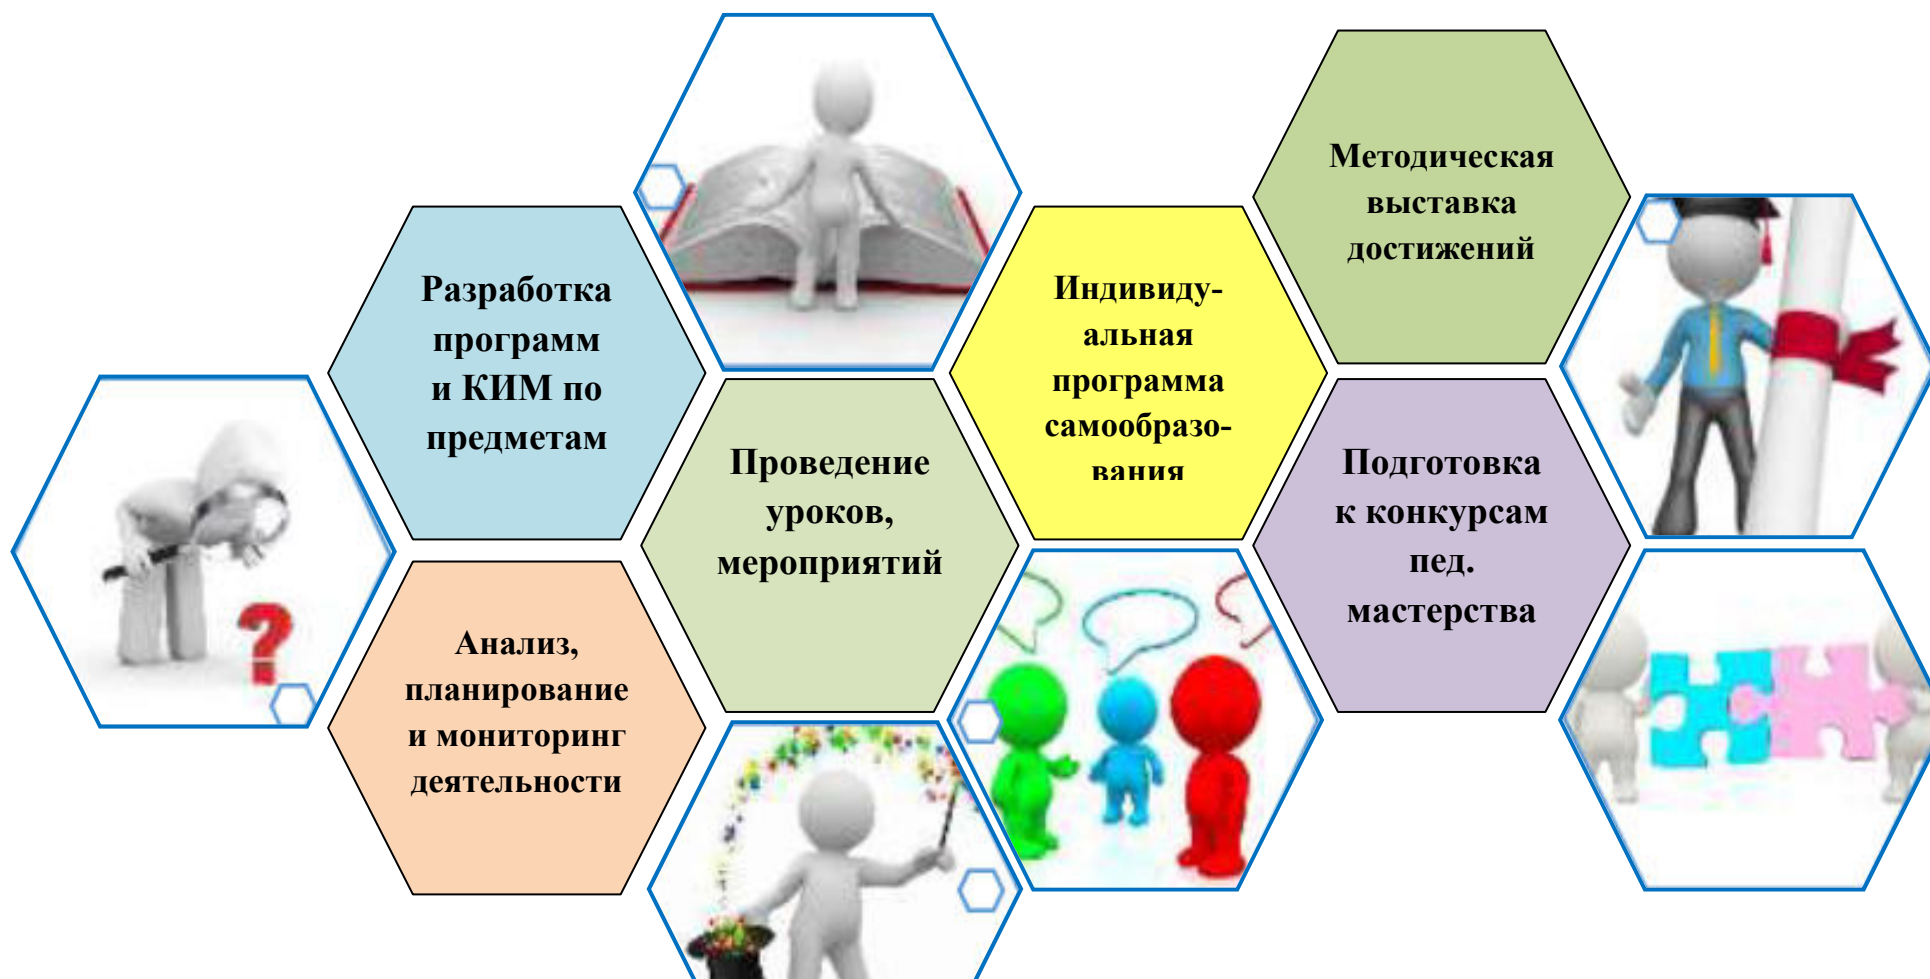 Разработка
программ
и КИМ по
предметам
Анализ,
планирование
и мониторинг
деятельности
Проведение
уроков,
мероприятий
Индивиду-
альная
программа
самообразо-
вания
Методическая
выставка
достижений
Подготовка
к конкурсам
пед.
мастерства